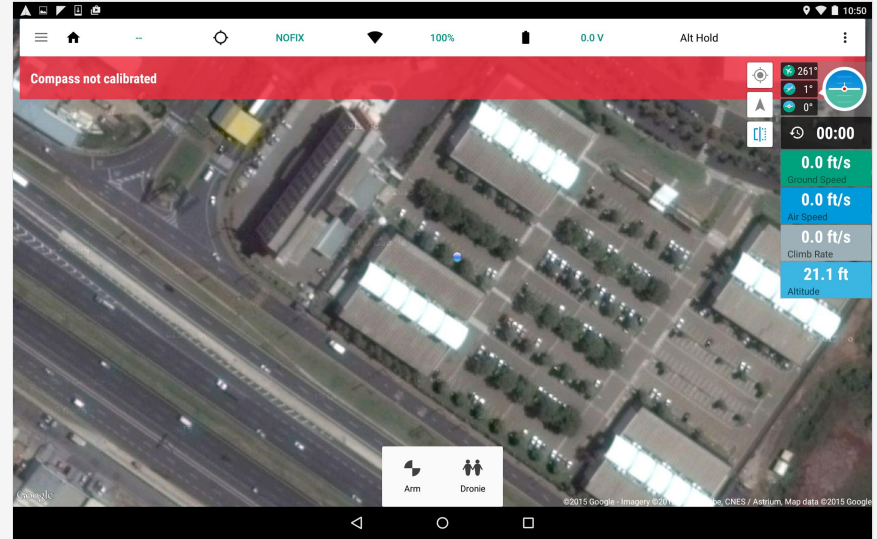 10:50
-- NOFIX 100% 0.0 V Alt Hold
Compass not calibrated
261°
1°
0°
00:00
0.0 ft/s
Ground Speed
0.0 ft/s
Air Speed
0.0 ft/s
Climb Rate
21.1 ft
Altitude
Arm Dronie
Google
©2015 Google - Imagery ©20
be, CNES / Astrium, Map data ©2015 Google